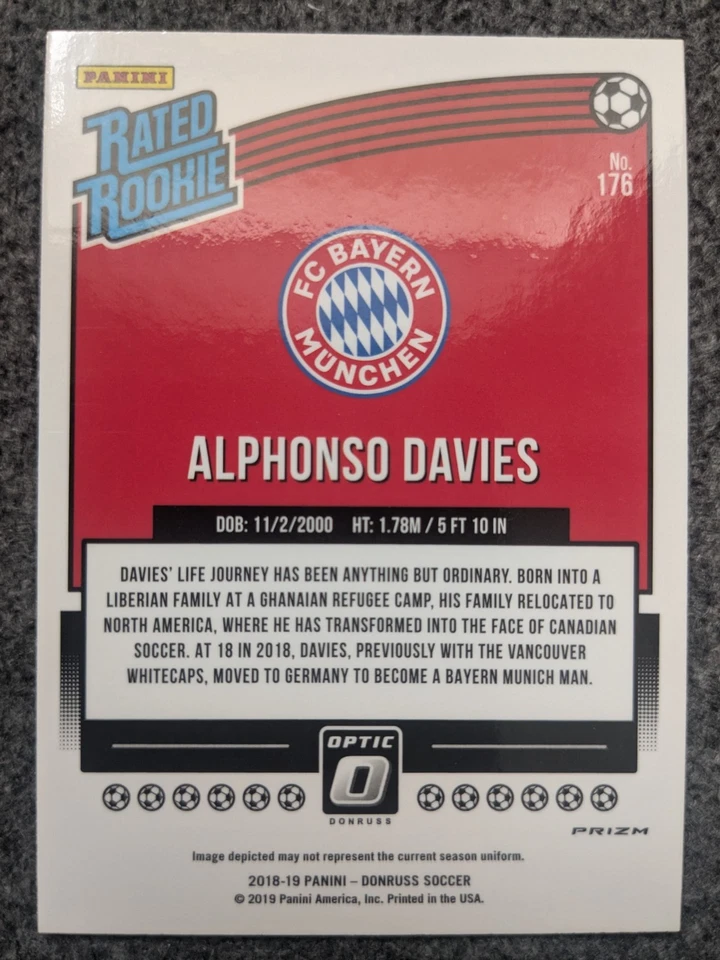 PANINI
RATED
ROOKIE
No.
176
FC BAYERN
MÜNCHEN
ALPHONSO DAVIES
DOB: 11/2/2000 HT: 1.78M / 5 FT 10 IN
DAVIES' LIFE JOURNEY HAS BEEN ANYTHING BUT ORDINARY. BORN INTO A
LIBERIAN FAMILY AT A GHANAIAN REFUGEE CAMP, HIS FAMILY RELOCATED TO
NORTH AMERICA, WHERE HE HAS TRANSFORMED INTO THE FACE OF CANADIAN
SOCCER. AT 18 IN 2018, DAVIES, PREVIOUSLY WITH THE VANCOUVER
WHITECAPS, MOVED TO GERMANY TO BECOME A BAYERN MUNICH MAN.
OPTIC
O
DONRUSS
PRIZM
Image depicted may not represent the current season uniform.
2018-19 PANINI – DONRUSS SOCCER
© 2019 Panini America, Inc. Printed in the USA.